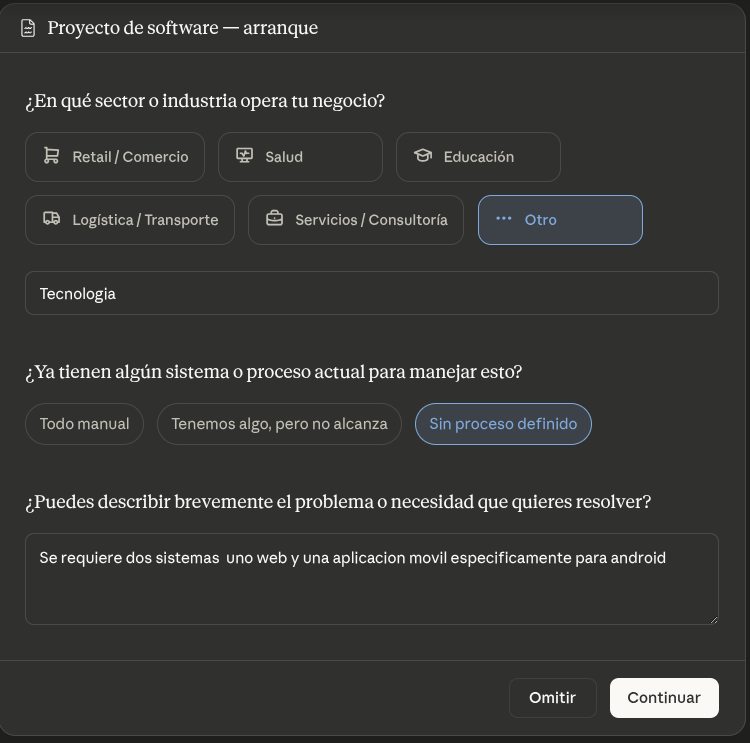 Proyecto de software — arranque
¿En qué sector o industria opera tu negocio?
Retail / Comercio
Salud
Educación
Logística / Transporte
Servicios / Consultoría
Otro
Tecnologia
¿Ya tienen algún sistema o proceso actual para manejar esto?
Todo manual
Tenemos algo, pero no alcanza
Sin proceso definido
¿Puedes describir brevemente el problema o necesidad que quieres resolver?
Se requiere dos sistemas  uno web y una aplicacion movil especificamente para android
Omitir
Continuar